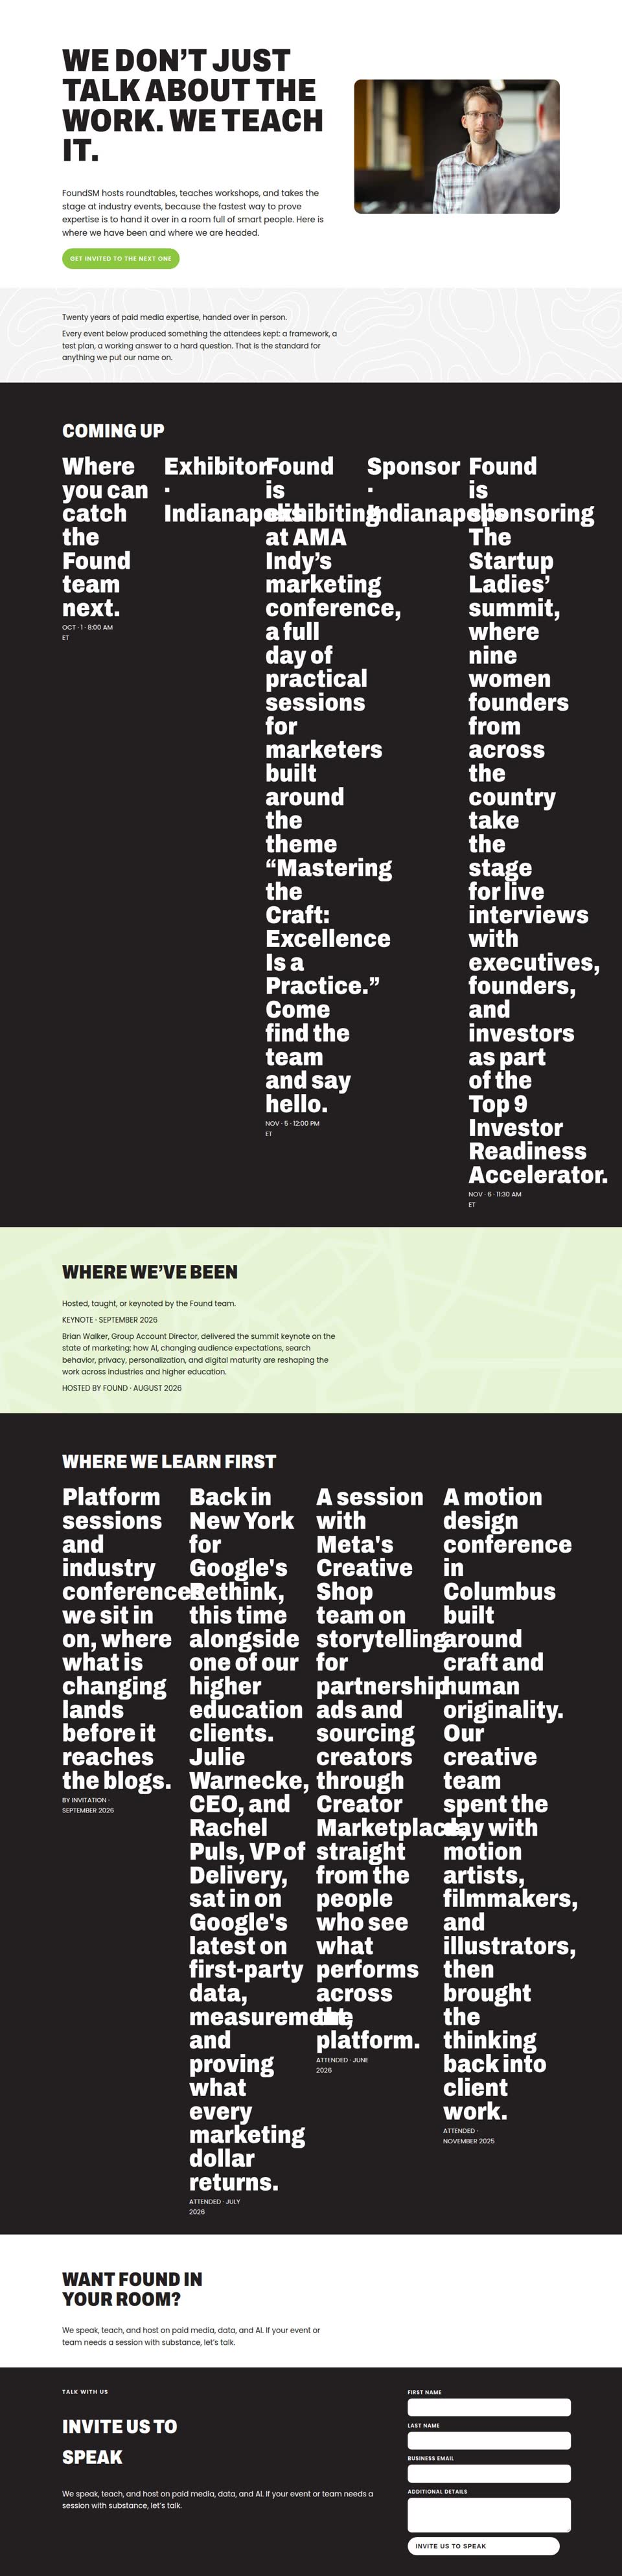 WE DON’T JUST
TALK ABOUT THE
WORK. WE TEACH
IT.
FoundSM hosts roundtables, teaches workshops, and takes the
stage at industry events, because the fastest way to prove
expertise is to hand it over in a room full of smart people. Here is
where we have been and where we are headed.
GET INVITED TO THE NEXT ONE
Twenty years of paid media expertise, handed over in person.
Every event below produced something the attendees kept: a framework, a
test plan, a working answer to a hard question. That is the standard for
anything we put our name on.
COMING UP
Where
you can
catch
the
Found
team
next.
OCT · 1 · 8:00 AM
ET
Exhibitor
·
Indianapolis
Found
is
exhibiting
at AMA
Indy’s
marketing
conference,
a full
day of
practical
sessions
for
marketers
built
around
the
theme
“Mastering
the
Craft:
Excellence
Is a
Practice.”
Come
find the
team
and say
hello.
NOV · 5 · 12:00 PM
ET
Sponsor
·
Indianapolis
Found
is
sponsoring
The
Startup
Ladies’
summit,
where
nine
women
founders
from
across
the
country
take
the
stage
for live
interviews
with
executives,
founders,
and
investors
as part
of the
Top 9
Investor
Readiness
Accelerator.
NOV · 6 · 11:30 AM
ET
WHERE WE’VE BEEN
Hosted, taught, or keynoted by the Found team.
KEYNOTE · SEPTEMBER 2026
Brian Walker, Group Account Director, delivered the summit keynote on the
state of marketing: how AI, changing audience expectations, search
behavior, privacy, personalization, and digital maturity are reshaping the
work across industries and higher education.
HOSTED BY FOUND · AUGUST 2026
WHERE WE LEARN FIRST
Platform
sessions
and
industry
conferences
we sit in
on, where
what is
changing
lands
before it
reaches
the blogs.
BY INVITATION ·
SEPTEMBER 2026
Back in
New York
for
Google's
Rethink,
this time
alongside
one of our
higher
education
clients.
Julie
Warnecke,
CEO, and
Rachel
Puls, VP of
Delivery,
sat in on
Google's
latest on
first-party
data,
measurement,
and
proving
what
every
marketing
dollar
returns.
ATTENDED · JULY
2026
A session
with
Meta's
Creative
Shop
team on
storytelling
for
partnership
ads and
sourcing
creators
through
Creator
Marketplace,
straight
from the
people
who see
what
performs
across
the
platform.
ATTENDED · JUNE
2026
A motion
design
conference
in
Columbus
built
around
craft and
human
originality.
Our
creative
team
spent the
day with
motion
artists,
filmmakers,
and
illustrators,
then
brought
the
thinking
back into
client
work.
ATTENDED ·
NOVEMBER 2025
WANT FOUND IN
YOUR ROOM?
We speak, teach, and host on paid media, data, and AI. If your event or
team needs a session with substance, let’s talk.
TALK WITH US
INVITE US TO
SPEAK
We speak, teach, and host on paid media, data, and AI. If your event or team needs a
session with substance, let’s talk.
FIRST NAME
LAST NAME
BUSINESS EMAIL
ADDITIONAL DETAILS
INVITE US TO SPEAK